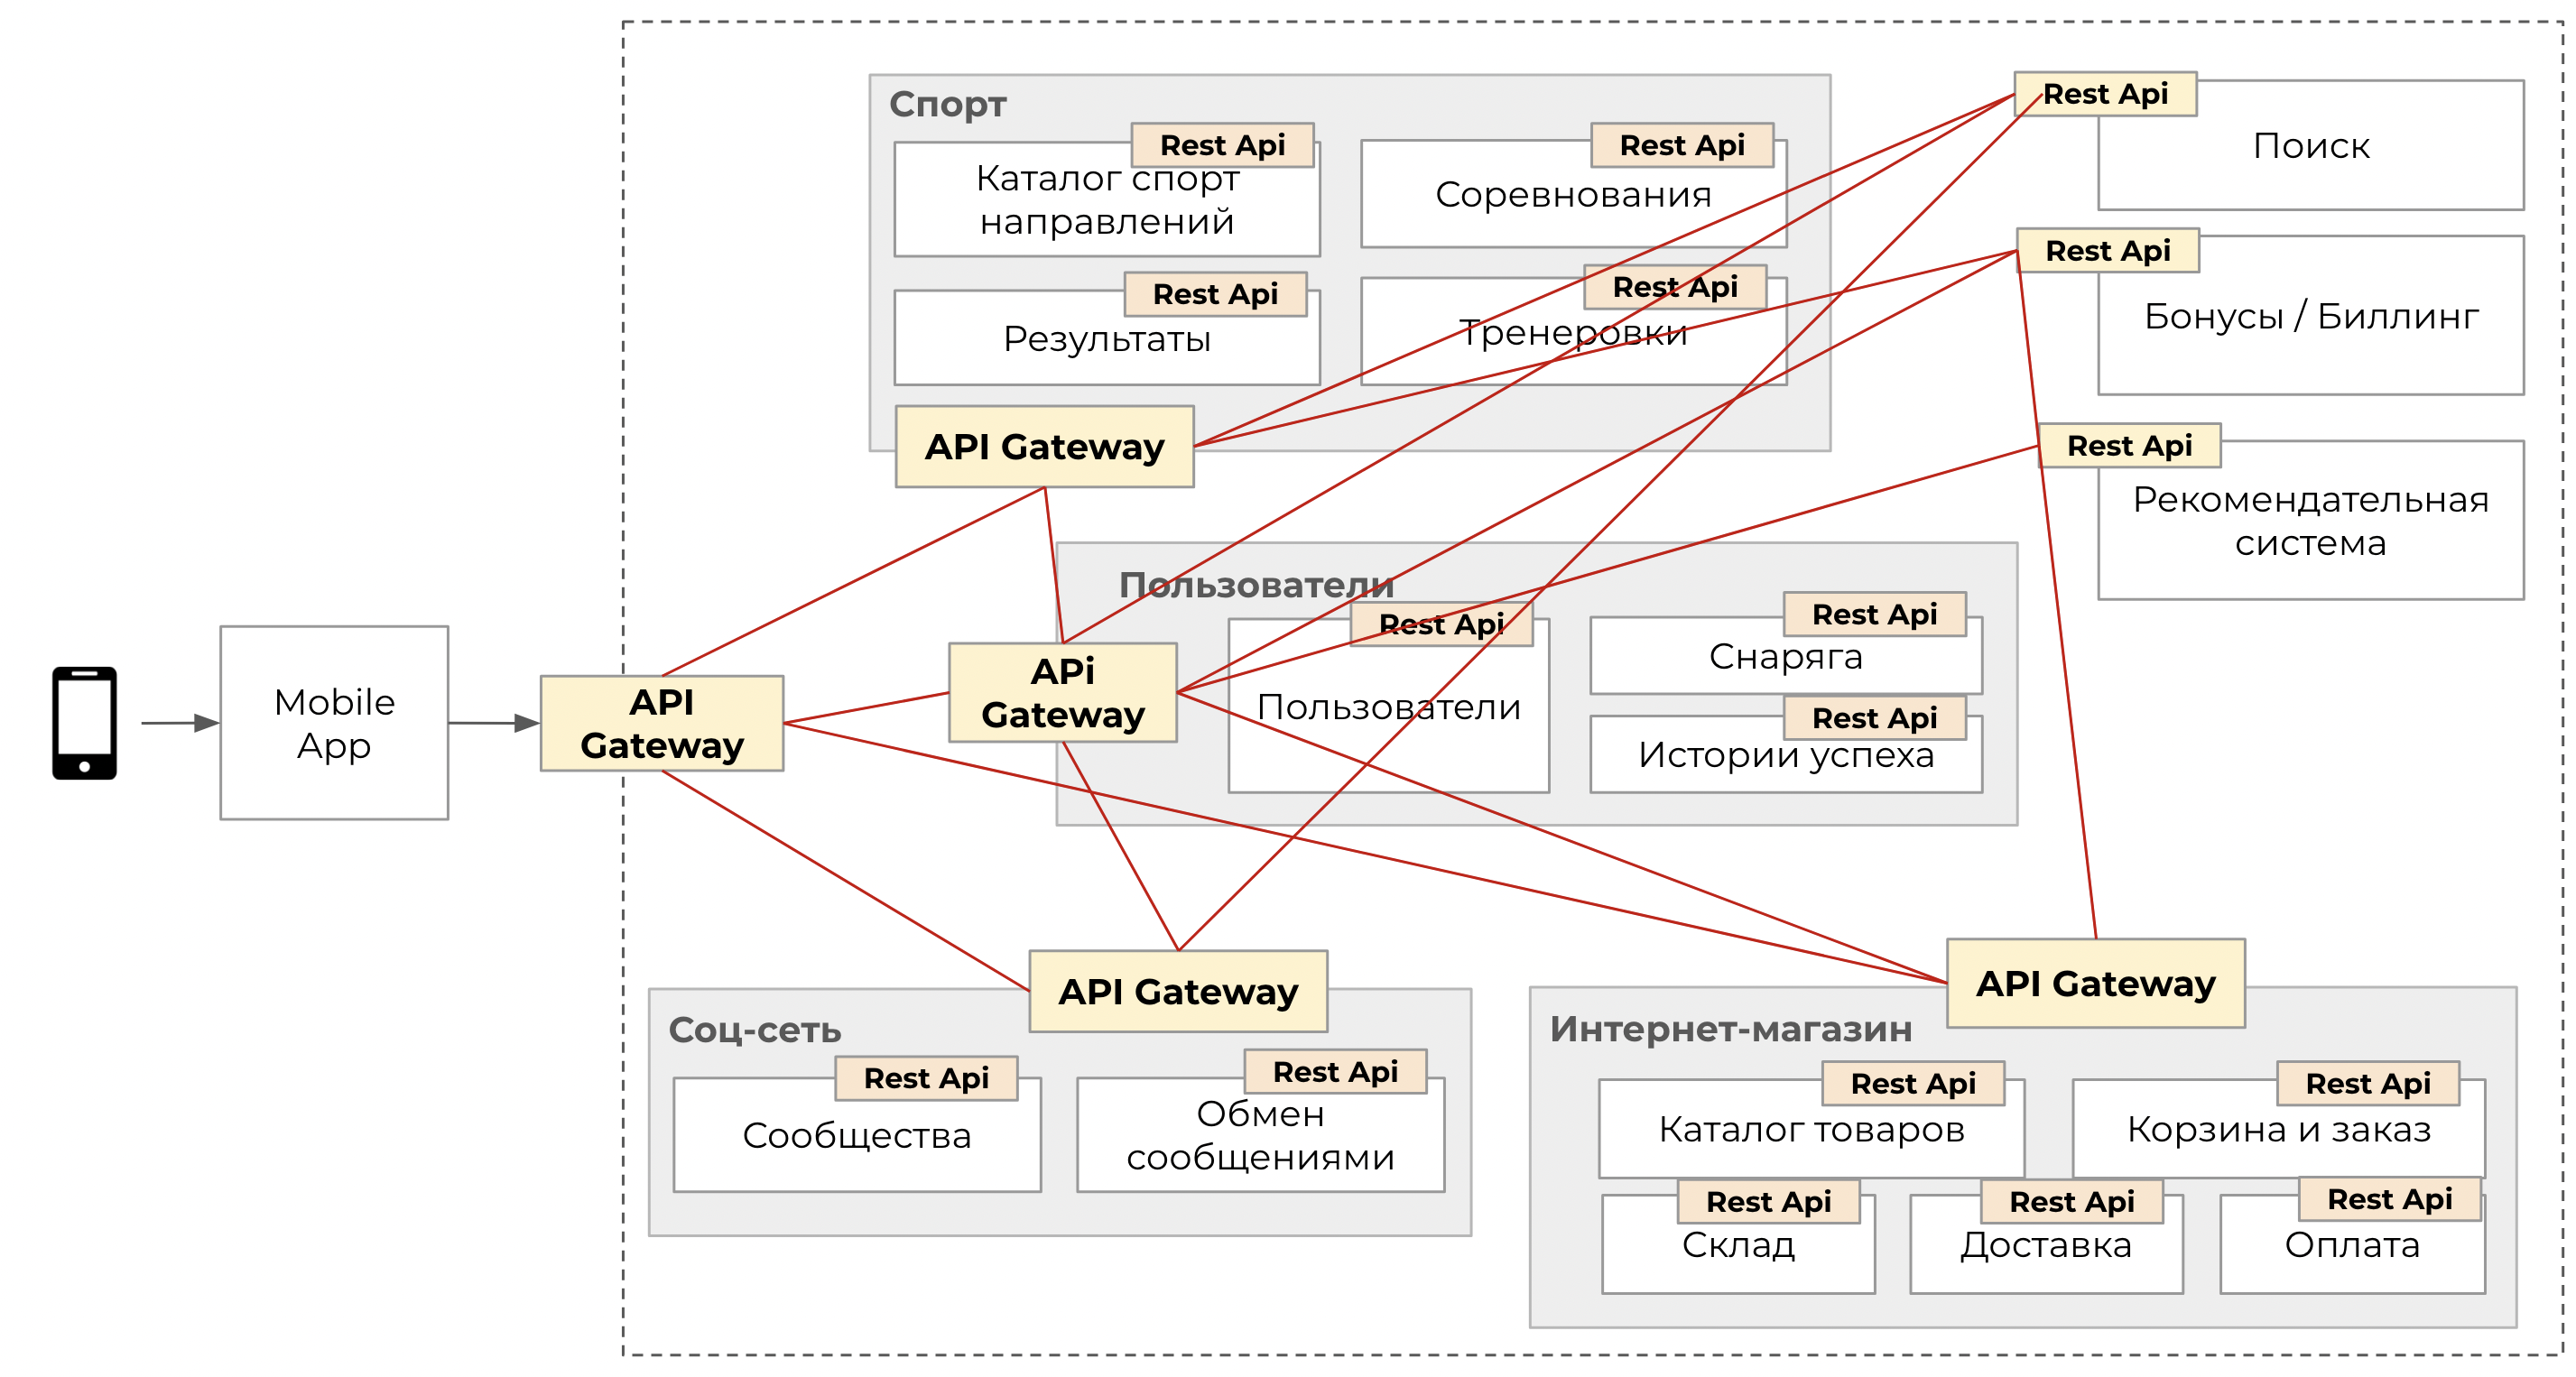 Спорт
Rest Api
Каталог спорт
направлений
Rest Api
Соревнования
Rest Api
Результаты
Rest Api
Тренеровки
API Gateway
Rest Api
Поиск
Rest Api
Бонусы / Биллинг
Rest Api
Рекомендательная
система
Mobile
App
API
Gateway
Пользователи
APi
Gateway
Rest Api
Пользователи
Rest Api
Снаряга
Rest Api
Истории успеха
API Gateway
Соц-сеть
Rest Api
Сообщества
Rest Api
Обмен
сообщениями
API Gateway
Интернет-магазин
Rest Api
Каталог товаров
Rest Api
Корзина и заказ
Rest Api
Склад
Rest Api
Доставка
Rest Api
Оплата